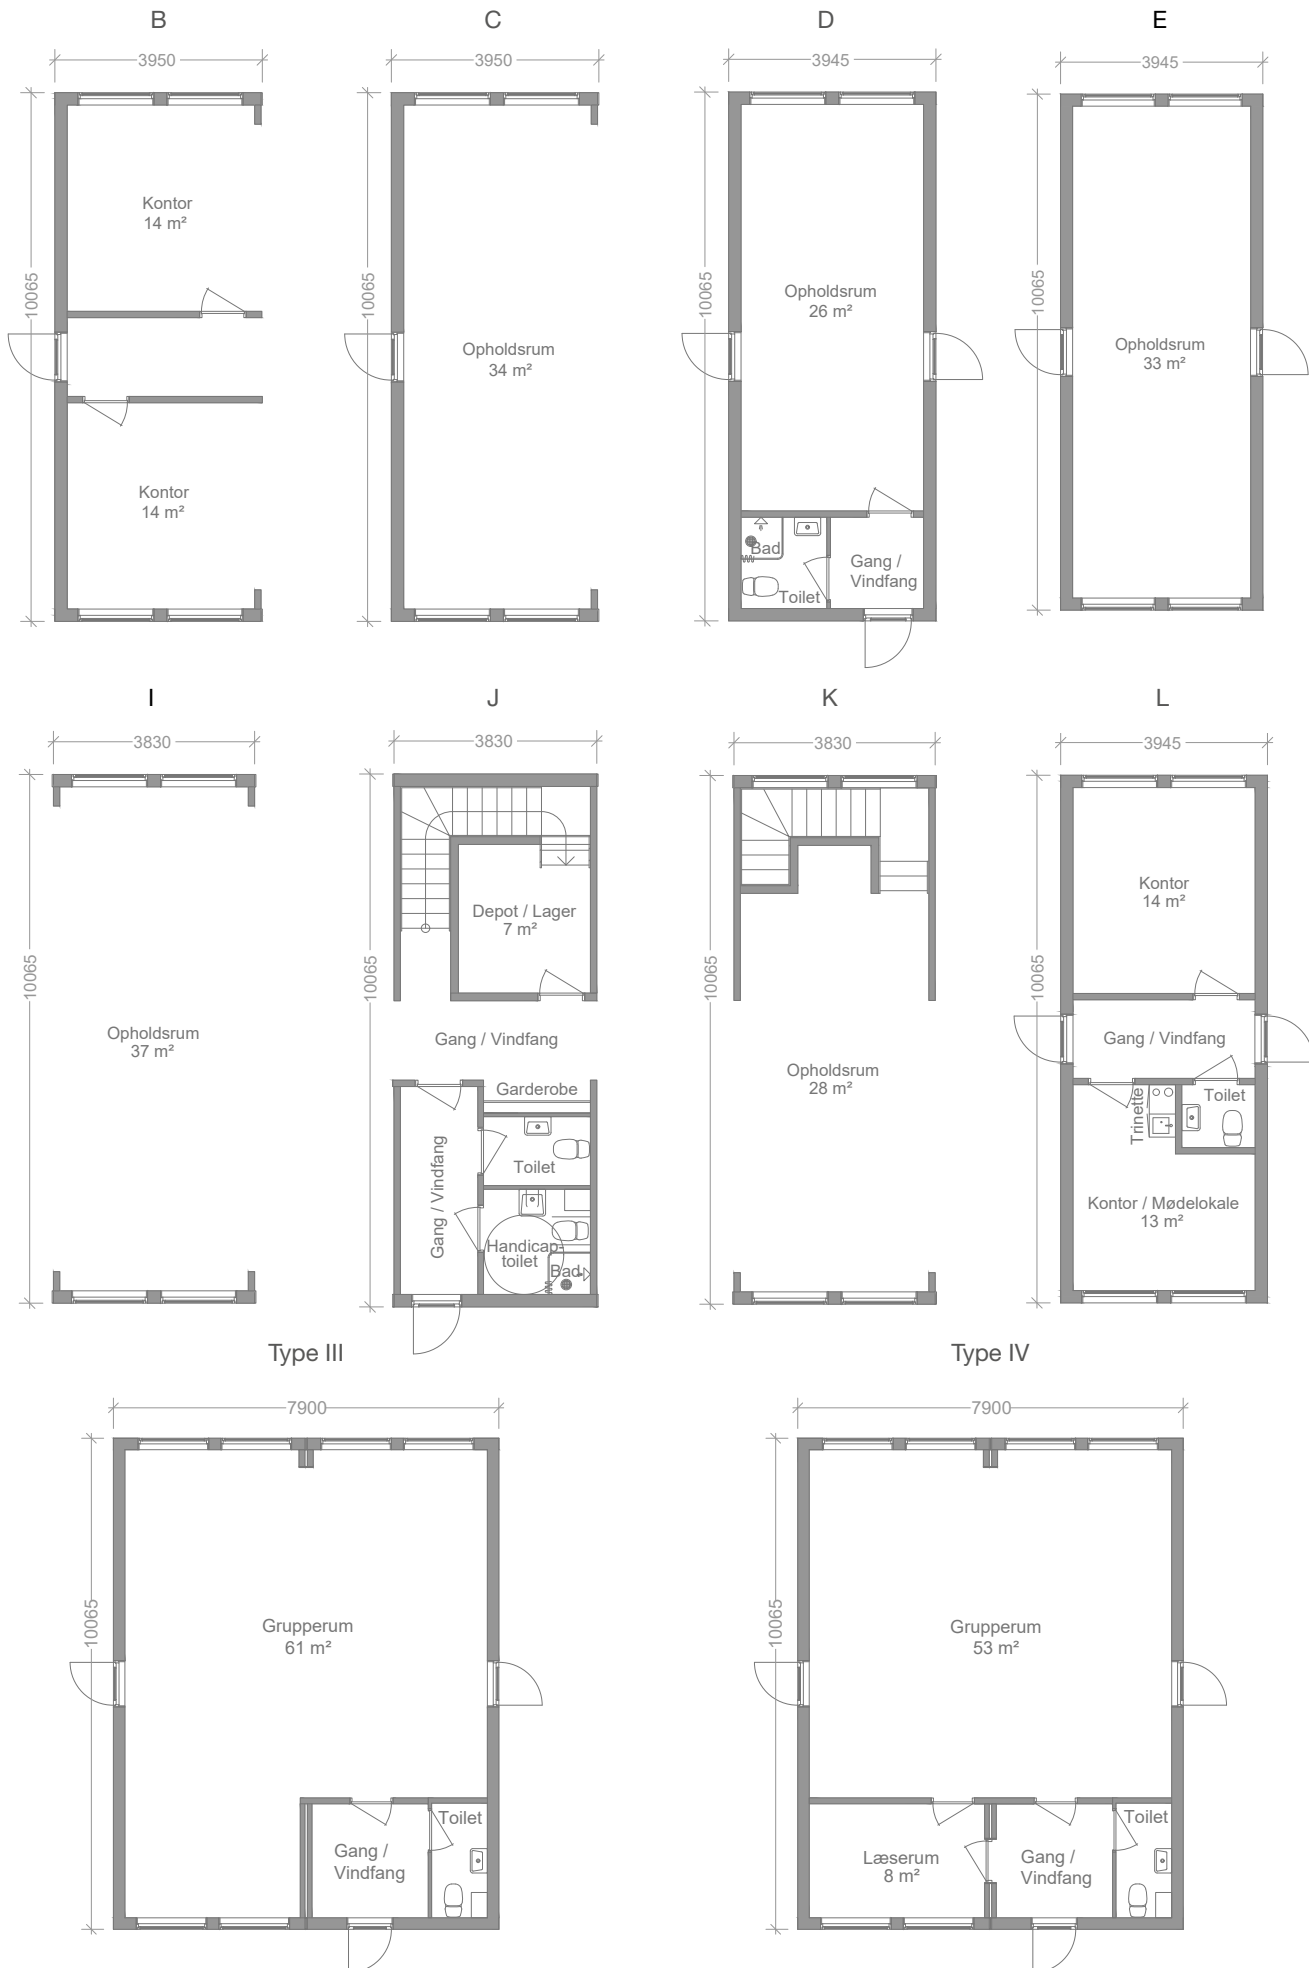 B
C
D
E
3950
3950
3945
3945
10065
Kontor
14 m²
Kontor
14 m²
10065
Opholdsrum
34 m²
10065
Opholdsrum
26 m²
Bad
Toilet
Gang /
Vindfang
10065
Opholdsrum
33 m²
I
J
K
L
3830
3830
3830
3945
10065
Opholdsrum
37 m²
10065
Depot / Lager
7 m²
Gang / Vindfang
Garderobe
Gang / Vindfang
Toilet
Handicap-
toilet
Bad
10065
Opholdsrum
28 m²
10065
Kontor
14 m²
Gang / Vindfang
Trinette
Toilet
Kontor / Mødelokale
13 m²
Type III
Type IV
7900
7900
10065
Grupperum
61 m²
Toilet
Gang /
Vindfang
10065
Grupperum
53 m²
Læserum
8 m²
Gang /
Vindfang
Toilet